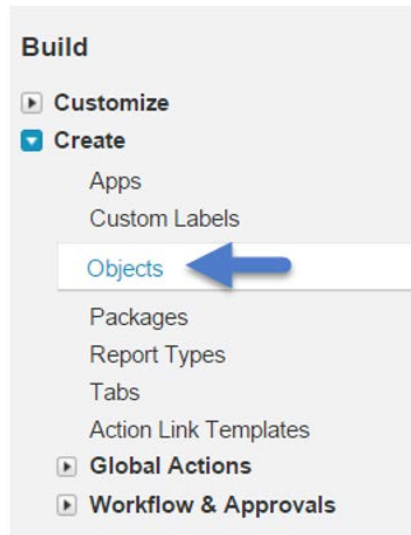 Build
Customize
Create
Apps
Custom Labels
Objects
Packages
Report Types
Tabs
Action Link Templates
Global Actions
Workflow & Approvals